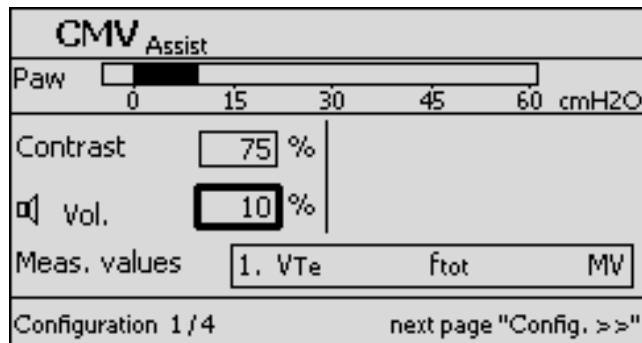 CMV Assist
Paw
0 15 30 45 60 cmH2O
Contrast 75 %
Vol. 10 %
Meas. values 1. VTe ftot MV
Configuration 1/4 next page "Config. >>"